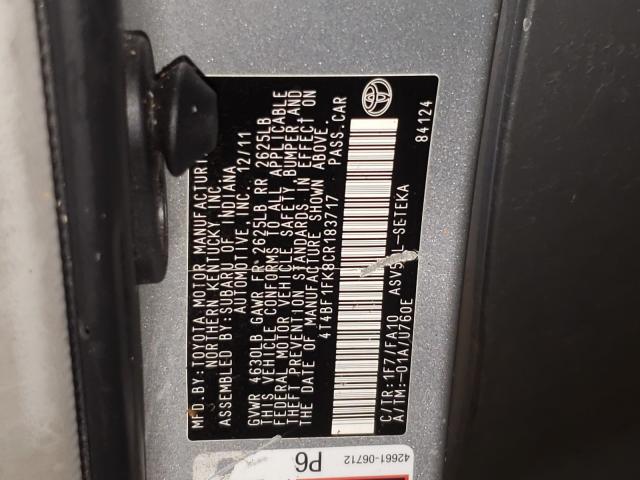 MFD.BY:TOYOTA MOTOR MANUFACTURI
NORTHERN KENTUCKY, INC.
ASSEMBLED BY:SUBARU OF INDIANA
AUTOMOTIVE,INC. 12/11
GVWR 4630LB GAWR FR 2625LB RR 2625LB
THIS VEHICLE CONFORMS TO ALL APPLICABLE
FEDERAL MOTOR VEHICLE SAFETY, BUMPER AND
THEFT PREVENTION STANDARDS IN EFFECT ON
THE DATE OF MANUFACTURE SHOWN ABOVE.
PASS.CAR
C/TR:1F7/FA10
A/TM:-01A/U760E
84124
42661-06712
P6